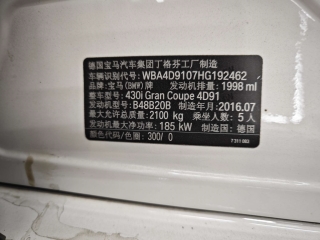 德国宝马汽车集团丁格芬工厂制造
车辆识别代号: WBA4D9107HG192462
品牌: 宝马(BMW)牌 发动机排量: 1998 ml
整车型号: 430i Gran Coupe 4D91
发动机型号: B48B20B 制造年月: 2016.07
最大允许总质量: 2100 kg 乘坐人数: 5 人
发动机最大净功率: 185 kW 制造国: 德国
颜色代码/色圈: 300/ 0